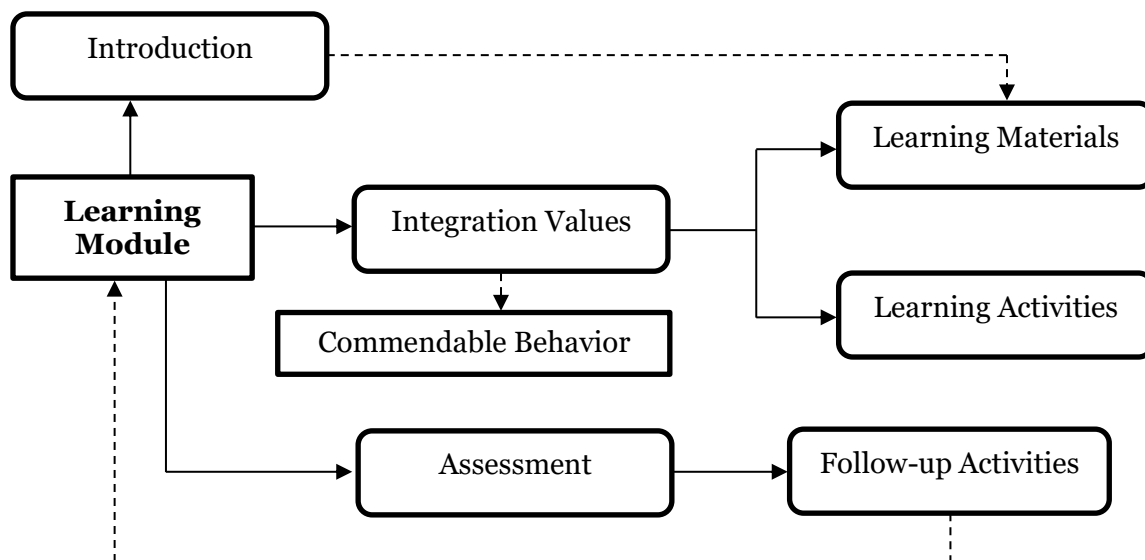 Introduction
Learning Materials
Learning
Module
Integration Values
Learning Activities
Commendable Behavior
Assessment
Follow-up Activities